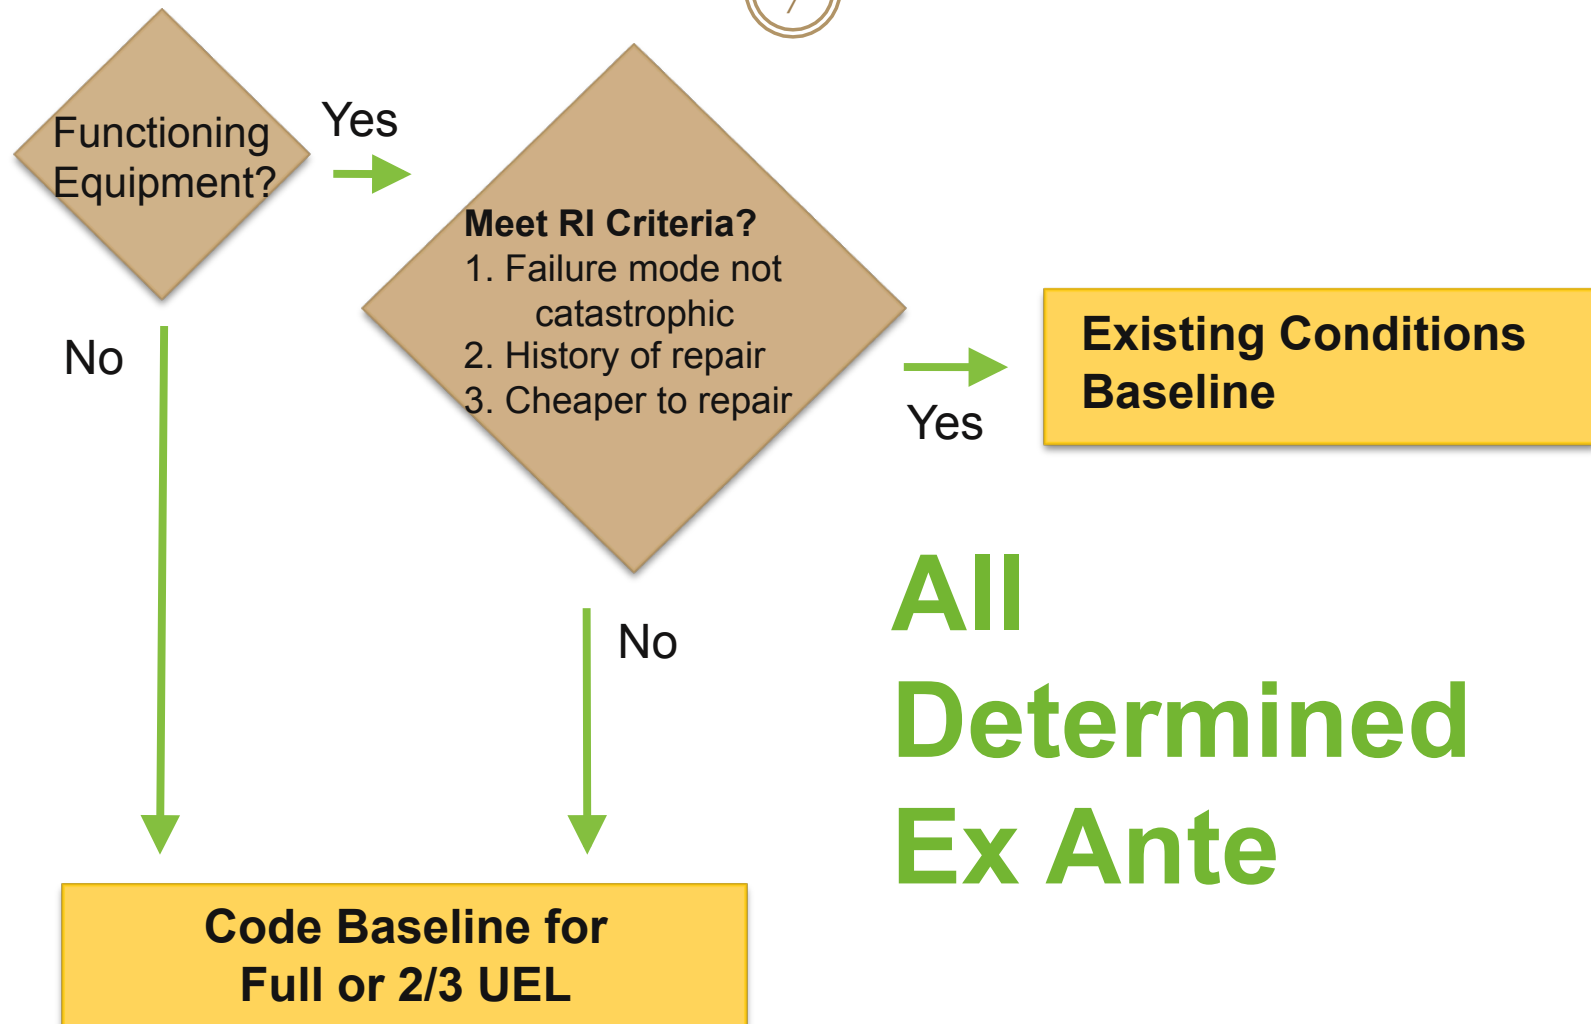 Functioning
Equipment?
Yes
Meet RI Criteria?
1. Failure mode not
catastrophic
2. History of repair
3. Cheaper to repair
No
Existing Conditions
Baseline
Yes
No
All
Determined
Ex Ante
Code Baseline for
Full or 2/3 UEL